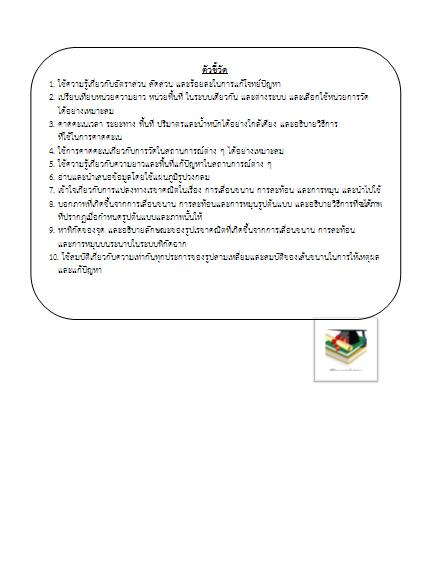 ตัวชี้วัด
1. ใช้ความรู้เกี่ยวกับอัตราส่วน สัดส่วน และร้อยละในการแก้โจทย์ปัญหา
2. เปรียบเทียบหน่วยความยาว หน่วยพื้นที่ ในระบบเดียวกัน และต่างระบบ และเลือกใช้หน่วยการวัด
ได้อย่างเหมาะสม
3. คาดคะเนเวลา ระยะทาง พื้นที่ ปริมาตรและน้ำหนักได้อย่างใกล้เคียง และอธิบายวิธีการ
ที่ใช้ในการคาดคะเน
4. ใช้การคาดคะเนเกี่ยวกับการวัดในสถานการณ์ต่าง ๆ ได้อย่างเหมาะสม
5. ใช้ความรู้เกี่ยวกับความยาวและพื้นที่แก้ปัญหาในสถานการณ์ต่าง ๆ
6. อ่านและนำเสนอข้อมูลโดยใช้แผนภูมิรูปวงกลม
7. เข้าใจเกี่ยวกับการแปลงทางเรขาคณิตในเรื่อง การเลื่อนขนาน การสะท้อน และการหมุน และนำไปใช้
8. บอกภาพที่เกิดขึ้นจากการเลื่อนขนาน การสะท้อนและการหมุนรูปต้นแบบ และอธิบายวิธีการที่จะได้ภาพ
ที่ปรากฏเมื่อกำหนดรูปต้นแบบและภาพนั้นให้
9. หาพิกัดของจุด และอธิบายลักษณะของรูปเรขาคณิตที่เกิดขึ้นจากการเลื่อนขนาน การสะท้อน
และการหมุนบนระนาบในระบบพิกัดฉาก
10. ใช้สมบัติเกี่ยวกับความเท่ากันทุกประการของรูปสามเหลี่ยมและสมบัติของเส้นขนานในการให้เหตุผล
และแก้ปัญหา